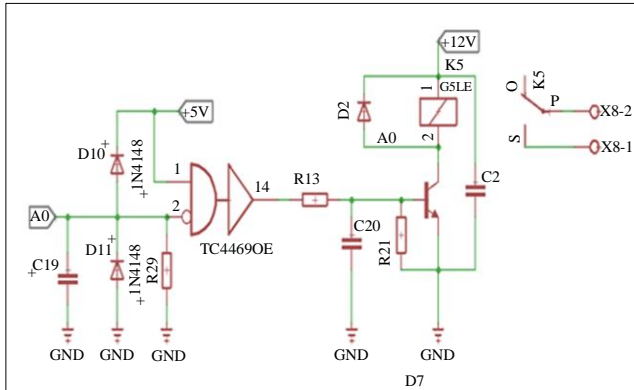 +12V
K5
1
G5LE
D2
2
A0
O
K5
P
X8-2
S
X8-1
+5V
D10
+
1N4148
+
1
2
14
R13
TC4469OE
A0
C19
+
D11
+
1N4148
+
R29
C20
R21
C2
GND
GND
GND
GND
GND
D7